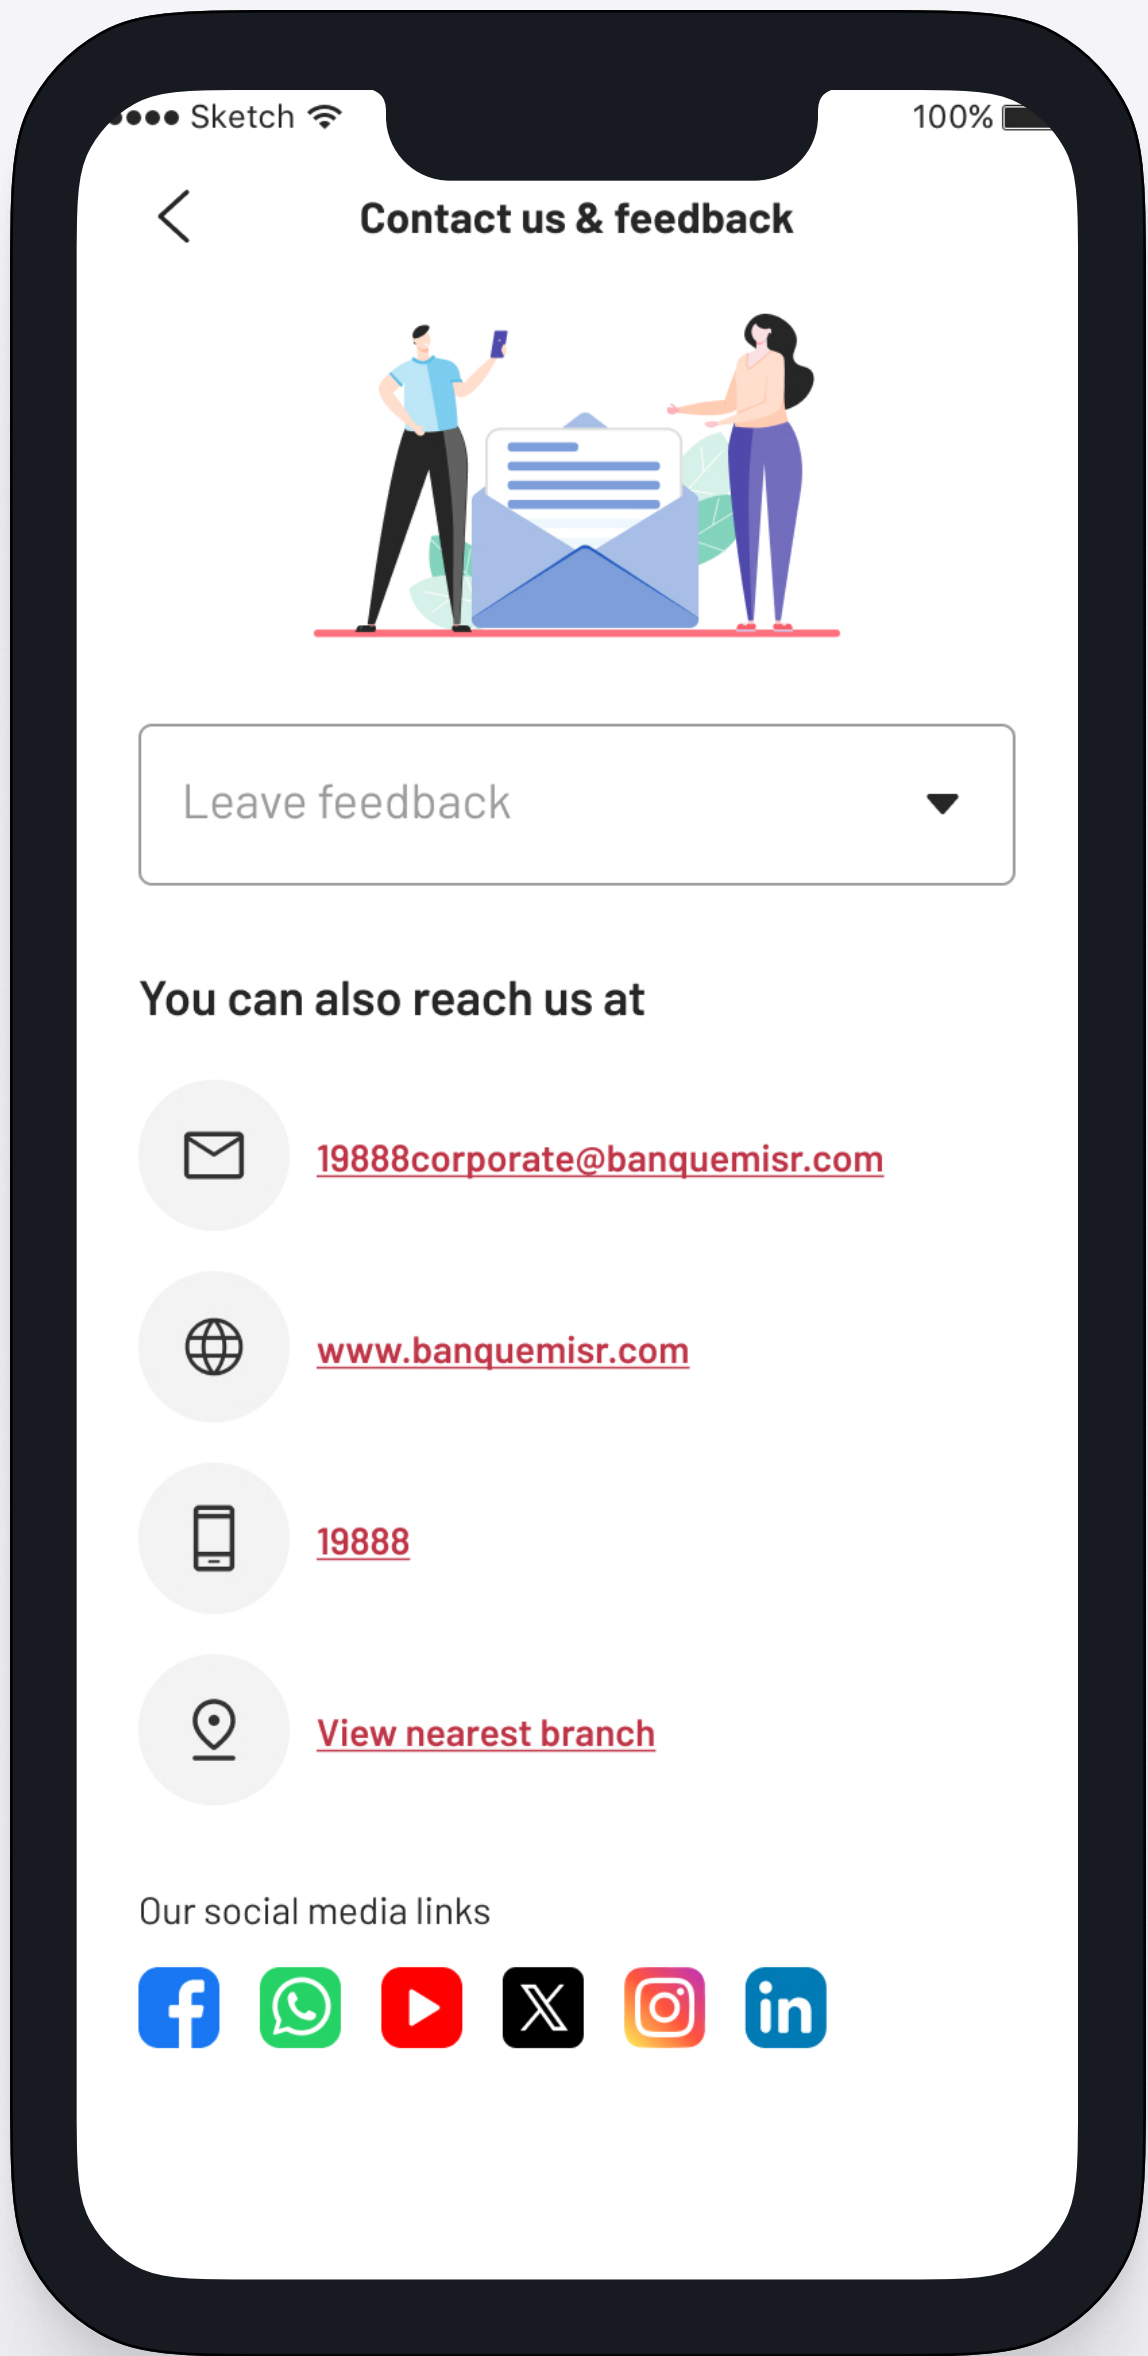 Sketch
100%
Contact us & feedback
Leave feedback
You can also reach us at
19888corporate@banquemisr.com
www.banquemisr.com
19888
View nearest branch
Our social media links